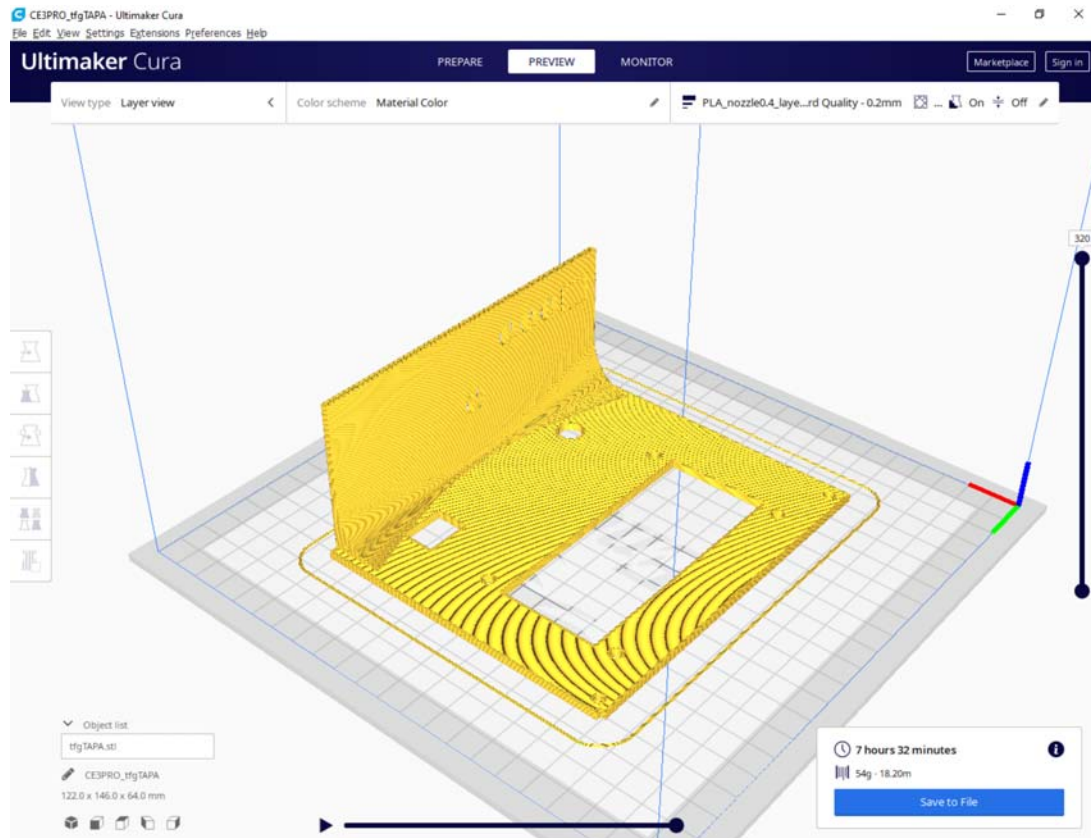 CE3PRO_tfgTAPA - Ultimaker Cura
File Edit View Settings Extensions Preferences Help
Ultimaker Cura
PREPARE PREVIEW MONITOR
Marketplace Sign in
View type Layer view
Color scheme Material Color
PLA_nozzle0.4_laye...rd Quality - 0.2mm ... On Off
320
Object list
tfgTAPA.stl
CE3PRO_tfgTAPA
122.0 x 146.0 x 64.0 mm
7 hours 32 minutes
54g · 18.20m
Save to File